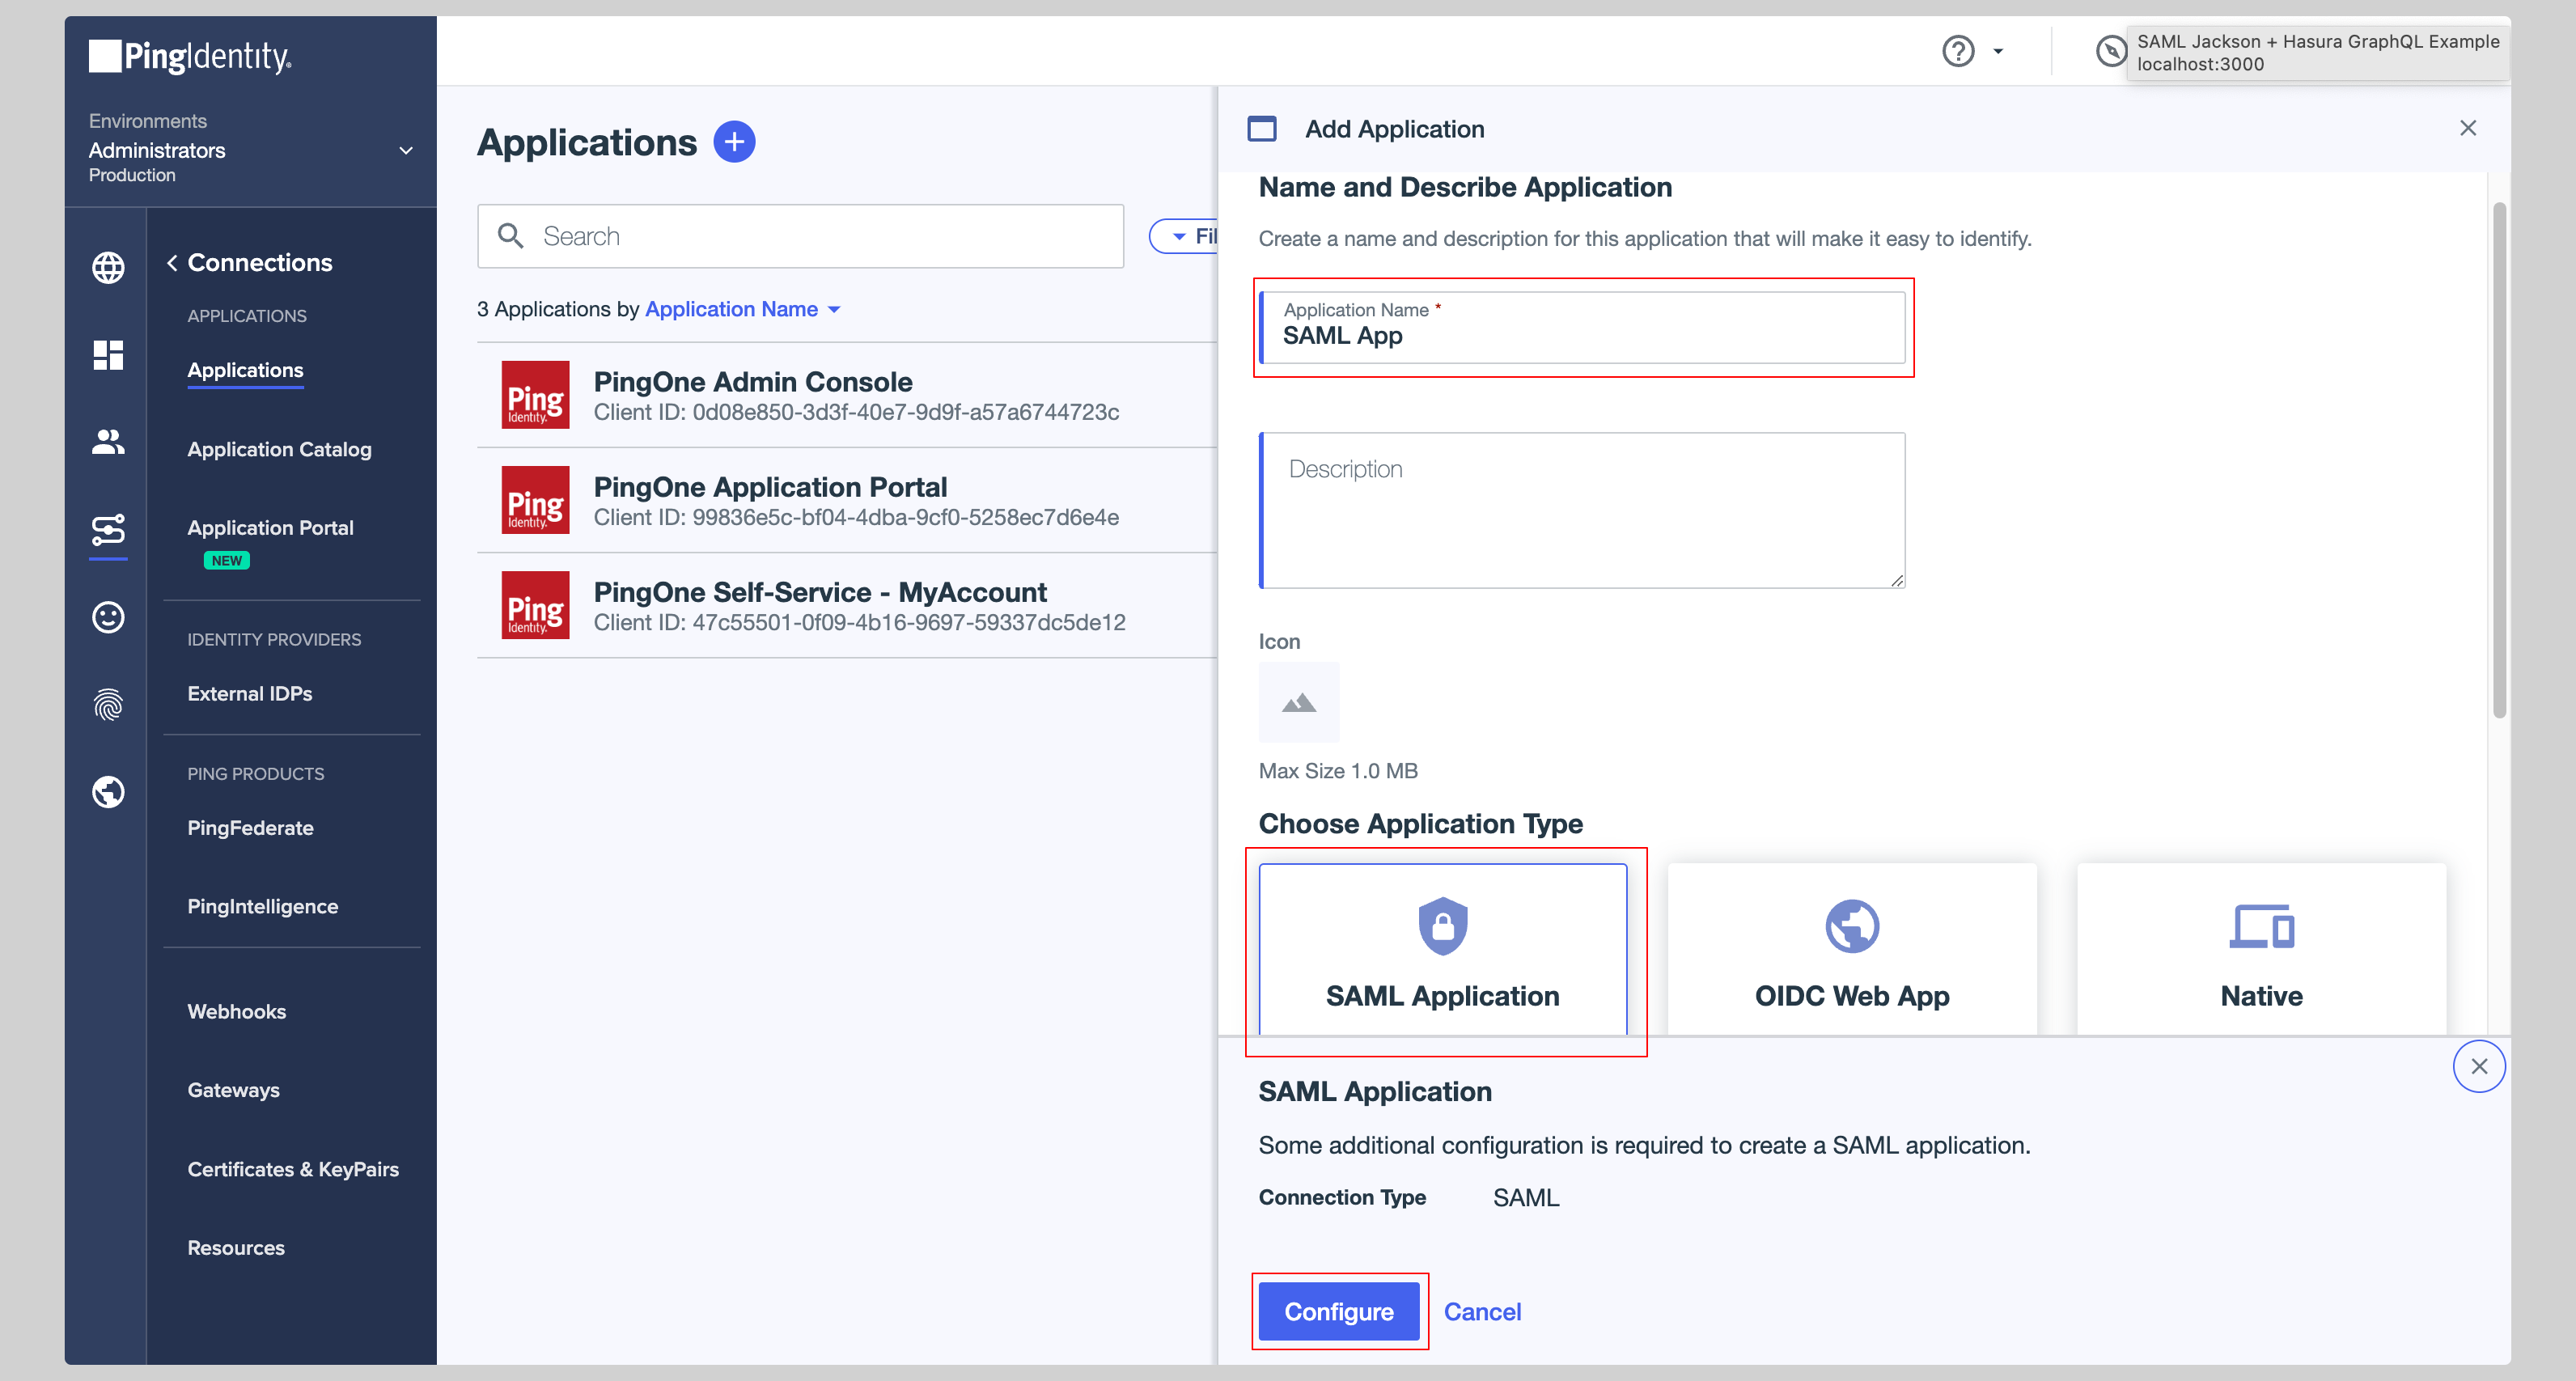 PingIdentity.
Environments
Administrators
Production
Connections
APPLICATIONS
Applications
Application Catalog
Application Portal
NEW
IDENTITY PROVIDERS
External IDPs
PING PRODUCTS
PingFederate
PingIntelligence
Webhooks
Gateways
Certificates & KeyPairs
Resources
SAML Jackson + Hasura GraphQL Example
localhost:3000
Applications
Search
Fil
3 Applications by Application Name
Ping
Identity.
PingOne Admin Console
Client ID: 0d08e850-3d3f-40e7-9d9f-a57a6744723c
Ping
Identity.
PingOne Application Portal
Client ID: 99836e5c-bf04-4dba-9cf0-5258ec7d6e4e
Ping
Identity.
PingOne Self-Service - MyAccount
Client ID: 47c55501-0f09-4b16-9697-59337dc5de12
Add Application
Name and Describe Application
Create a name and description for this application that will make it easy to identify.
Application Name *
SAML App
Description
Icon
Max Size 1.0 MB
Choose Application Type
SAML Application
OIDC Web App
Native
SAML Application
Some additional configuration is required to create a SAML application.
Connection Type SAML
Configure
Cancel